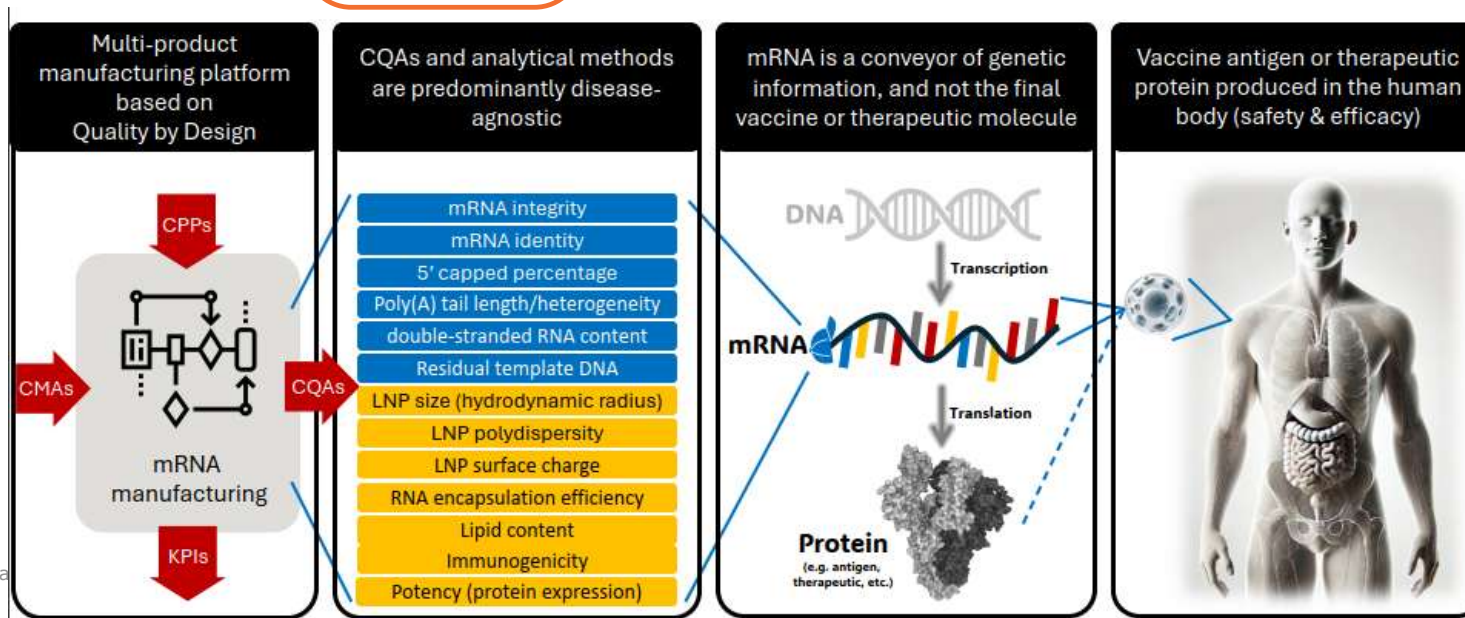 Multi-product
manufacturing platform
based on
Quality by Design
CPPs
CMAs
CQAs
mRNA
manufacturing
KPIs
CQAs and analytical methods
are predominantly disease-
agnostic
mRNA integrity
mRNA identity
5′ capped percentage
Poly(A) tail length/heterogeneity
double-stranded RNA content
Residual template DNA
LNP size (hydrodynamic radius)
LNP polydispersity
LNP surface charge
RNA encapsulation efficiency
Lipid content
Immunogenicity
Potency (protein expression)
mRNA is a conveyor of genetic
information, and not the final
vaccine or therapeutic molecule
DNA
Transcription
mRNA
Translation
Protein
(e.g. antigen,
therapeutic, etc.)
Vaccine antigen or therapeutic
protein produced in the human
body (safety & efficacy)